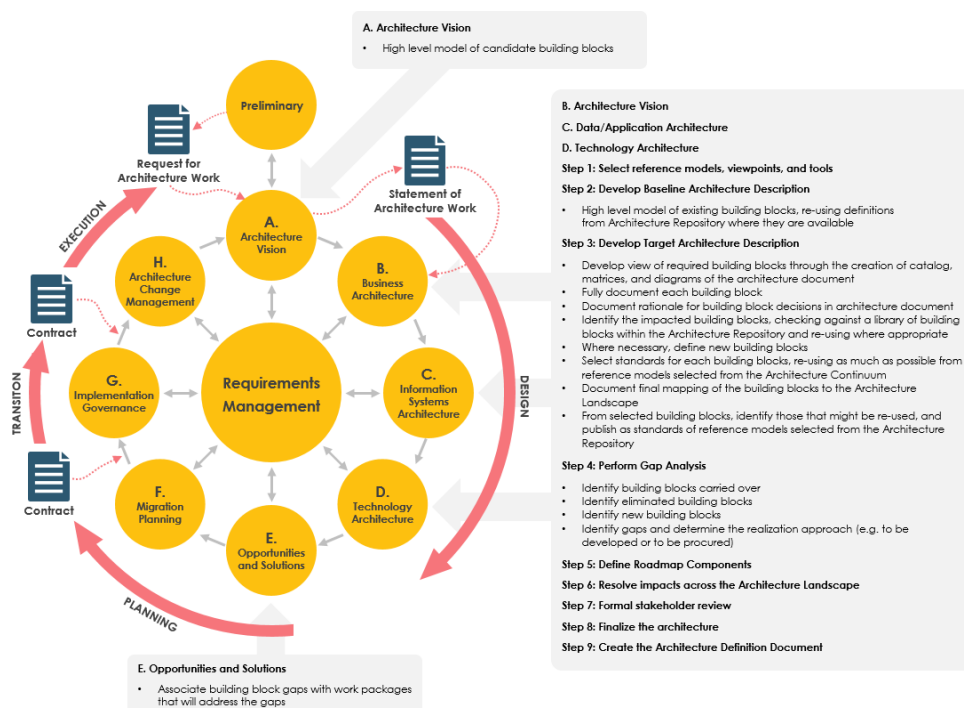 A. Architecture Vision
• High level model of candidate building blocks
Preliminary
Request for
Architecture Work
Statement of
Architecture Work
EXECUTION
A.
Architecture
Vision
H.
Architecture
Change
Management
B.
Business
Architecture
Contract
G.
Implementation
Governance
Requirements
Management
C.
Information
Systems
Architecture
TRANSITION
DESIGN
Contract
F.
Migration
Planning
D.
Technology
Architecture
E.
Opportunities
and Solutions
PLANNING
B. Architecture Vision
C. Data/Application Architecture
D. Technology Architecture
Step 1: Select reference models, viewpoints, and tools
Step 2: Develop Baseline Architecture Description
• High level model of existing building blocks, re-using definitions
from Architecture Repository where they are available
Step 3: Develop Target Architecture Description
• Develop view of required building blocks through the creation of catalog,
matrices, and diagrams of the architecture document
• Fully document each building block
• Document rationale for building block decisions in architecture document
• Identify the impacted building blocks, checking against a library of building
blocks within the Architecture Repository and re-using where appropriate
• Where necessary, define new building blocks
• Select standards for each building blocks, re-using as much as possible from
reference models selected from the Architecture Continuum
• Document final mapping of the building blocks to the Architecture
Landscape
• From selected building blocks, identify those that might be re-used, and
publish as standards of reference models selected from the Architecture
Repository
Step 4: Perform Gap Analysis
• Identify building blocks carried over
• Identify eliminated building blocks
• Identify new building blocks
• Identify gaps and determine the realization approach (e.g. to be
developed or to be procured)
Step 5: Define Roadmap Components
Step 6: Resolve impacts across the Architecture Landscape
Step 7: Formal stakeholder review
Step 8: Finalize the architecture
Step 9: Create the Architecture Definition Document
E. Opportunities and Solutions
• Associate building block gaps with work packages
that will address the gaps